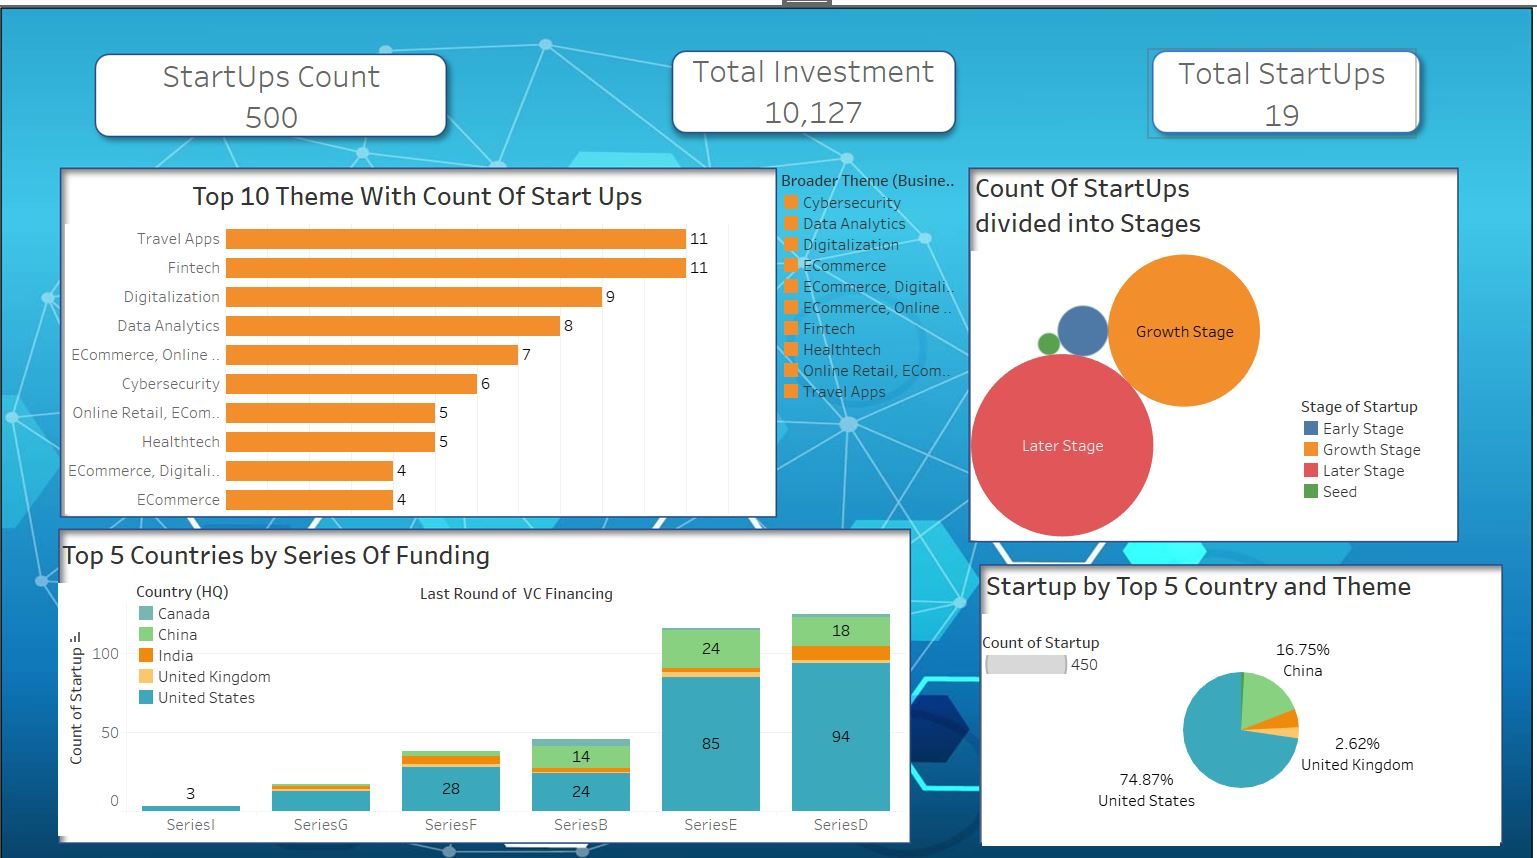 StartUps Count
500
Total Investment
10,127
Total StartUps
19
Top 10 Theme With Count Of Start Ups
Travel Apps 11
Fintech 11
Digitalization 9
Data Analytics 8
ECommerce, Online .. 7
Cybersecurity 6
Online Retail, ECom.. 5
Healthtech 5
ECommerce, Digitali.. 4
ECommerce 4
Broader Theme (Busine..
Cybersecurity
Data Analytics
Digitalization
ECommerce
ECommerce, Digitali..
ECommerce, Online ..
Fintech
Healthtech
Online Retail, ECom..
Travel Apps
Count Of StartUps
divided into Stages
Growth Stage
Later Stage
Stage of Startup
Early Stage
Growth Stage
Later Stage
Seed
Top 5 Countries by Series Of Funding
Country (HQ)
Canada
China
India
United Kingdom
United States
Last Round of VC Financing
Count of Startup
100
50
0
3
28
14
24
24
85
18
94
SeriesI
SeriesG
SeriesF
SeriesB
SeriesE
SeriesD
Startup by Top 5 Country and Theme
Count of Startup
450
16.75%
China
2.62%
United Kingdom
74.87%
United States